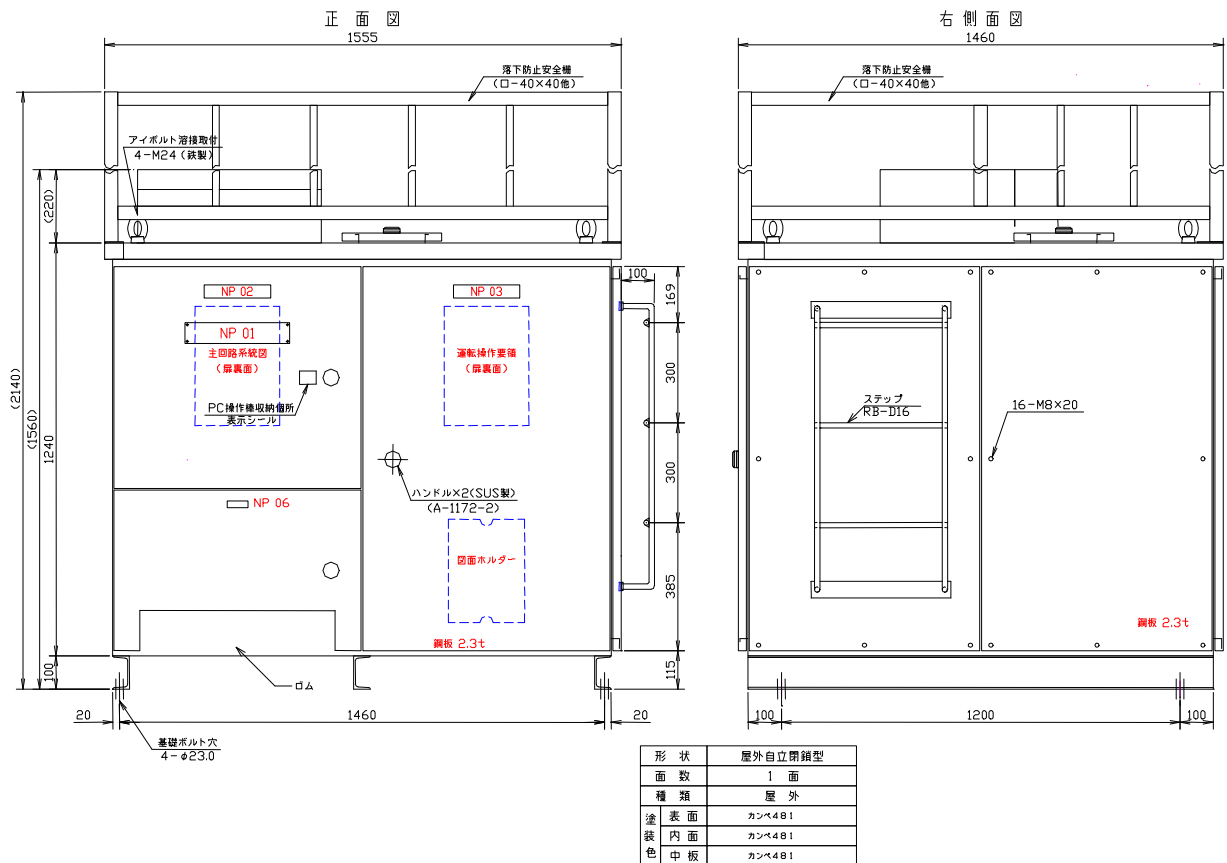 正面図
1555
落下防止安全柵
(ロ-40×40他)
アイボルト溶接取付
4-M24(鉄製)
(2140)
(1560)
(220)
1240
100
NP 02
NP 01
主回路系統図
(扉裏面)
PC操作棒収納個所
表示シール
NP 03
運転操作要領
(扉裏面)
ハンドル×2(SUS製)
(A-1172-2)
NP 06
図面ホルダー
鋼板 2.3t
ゴム
100
169
300
300
385
115
20
1460
20
基礎ボルト穴
4-φ23.0
右側面図
1460
落下防止安全柵
(ロ-40×40他)
ステップ
RB-D16
16-M8×20
鋼板 2.3t
100
1200
100
形状 屋外自立閉鎖型
面数 1 面
種類 屋外
塗装色
表面 カンペ481
内面 カンペ481
中板 カンペ481